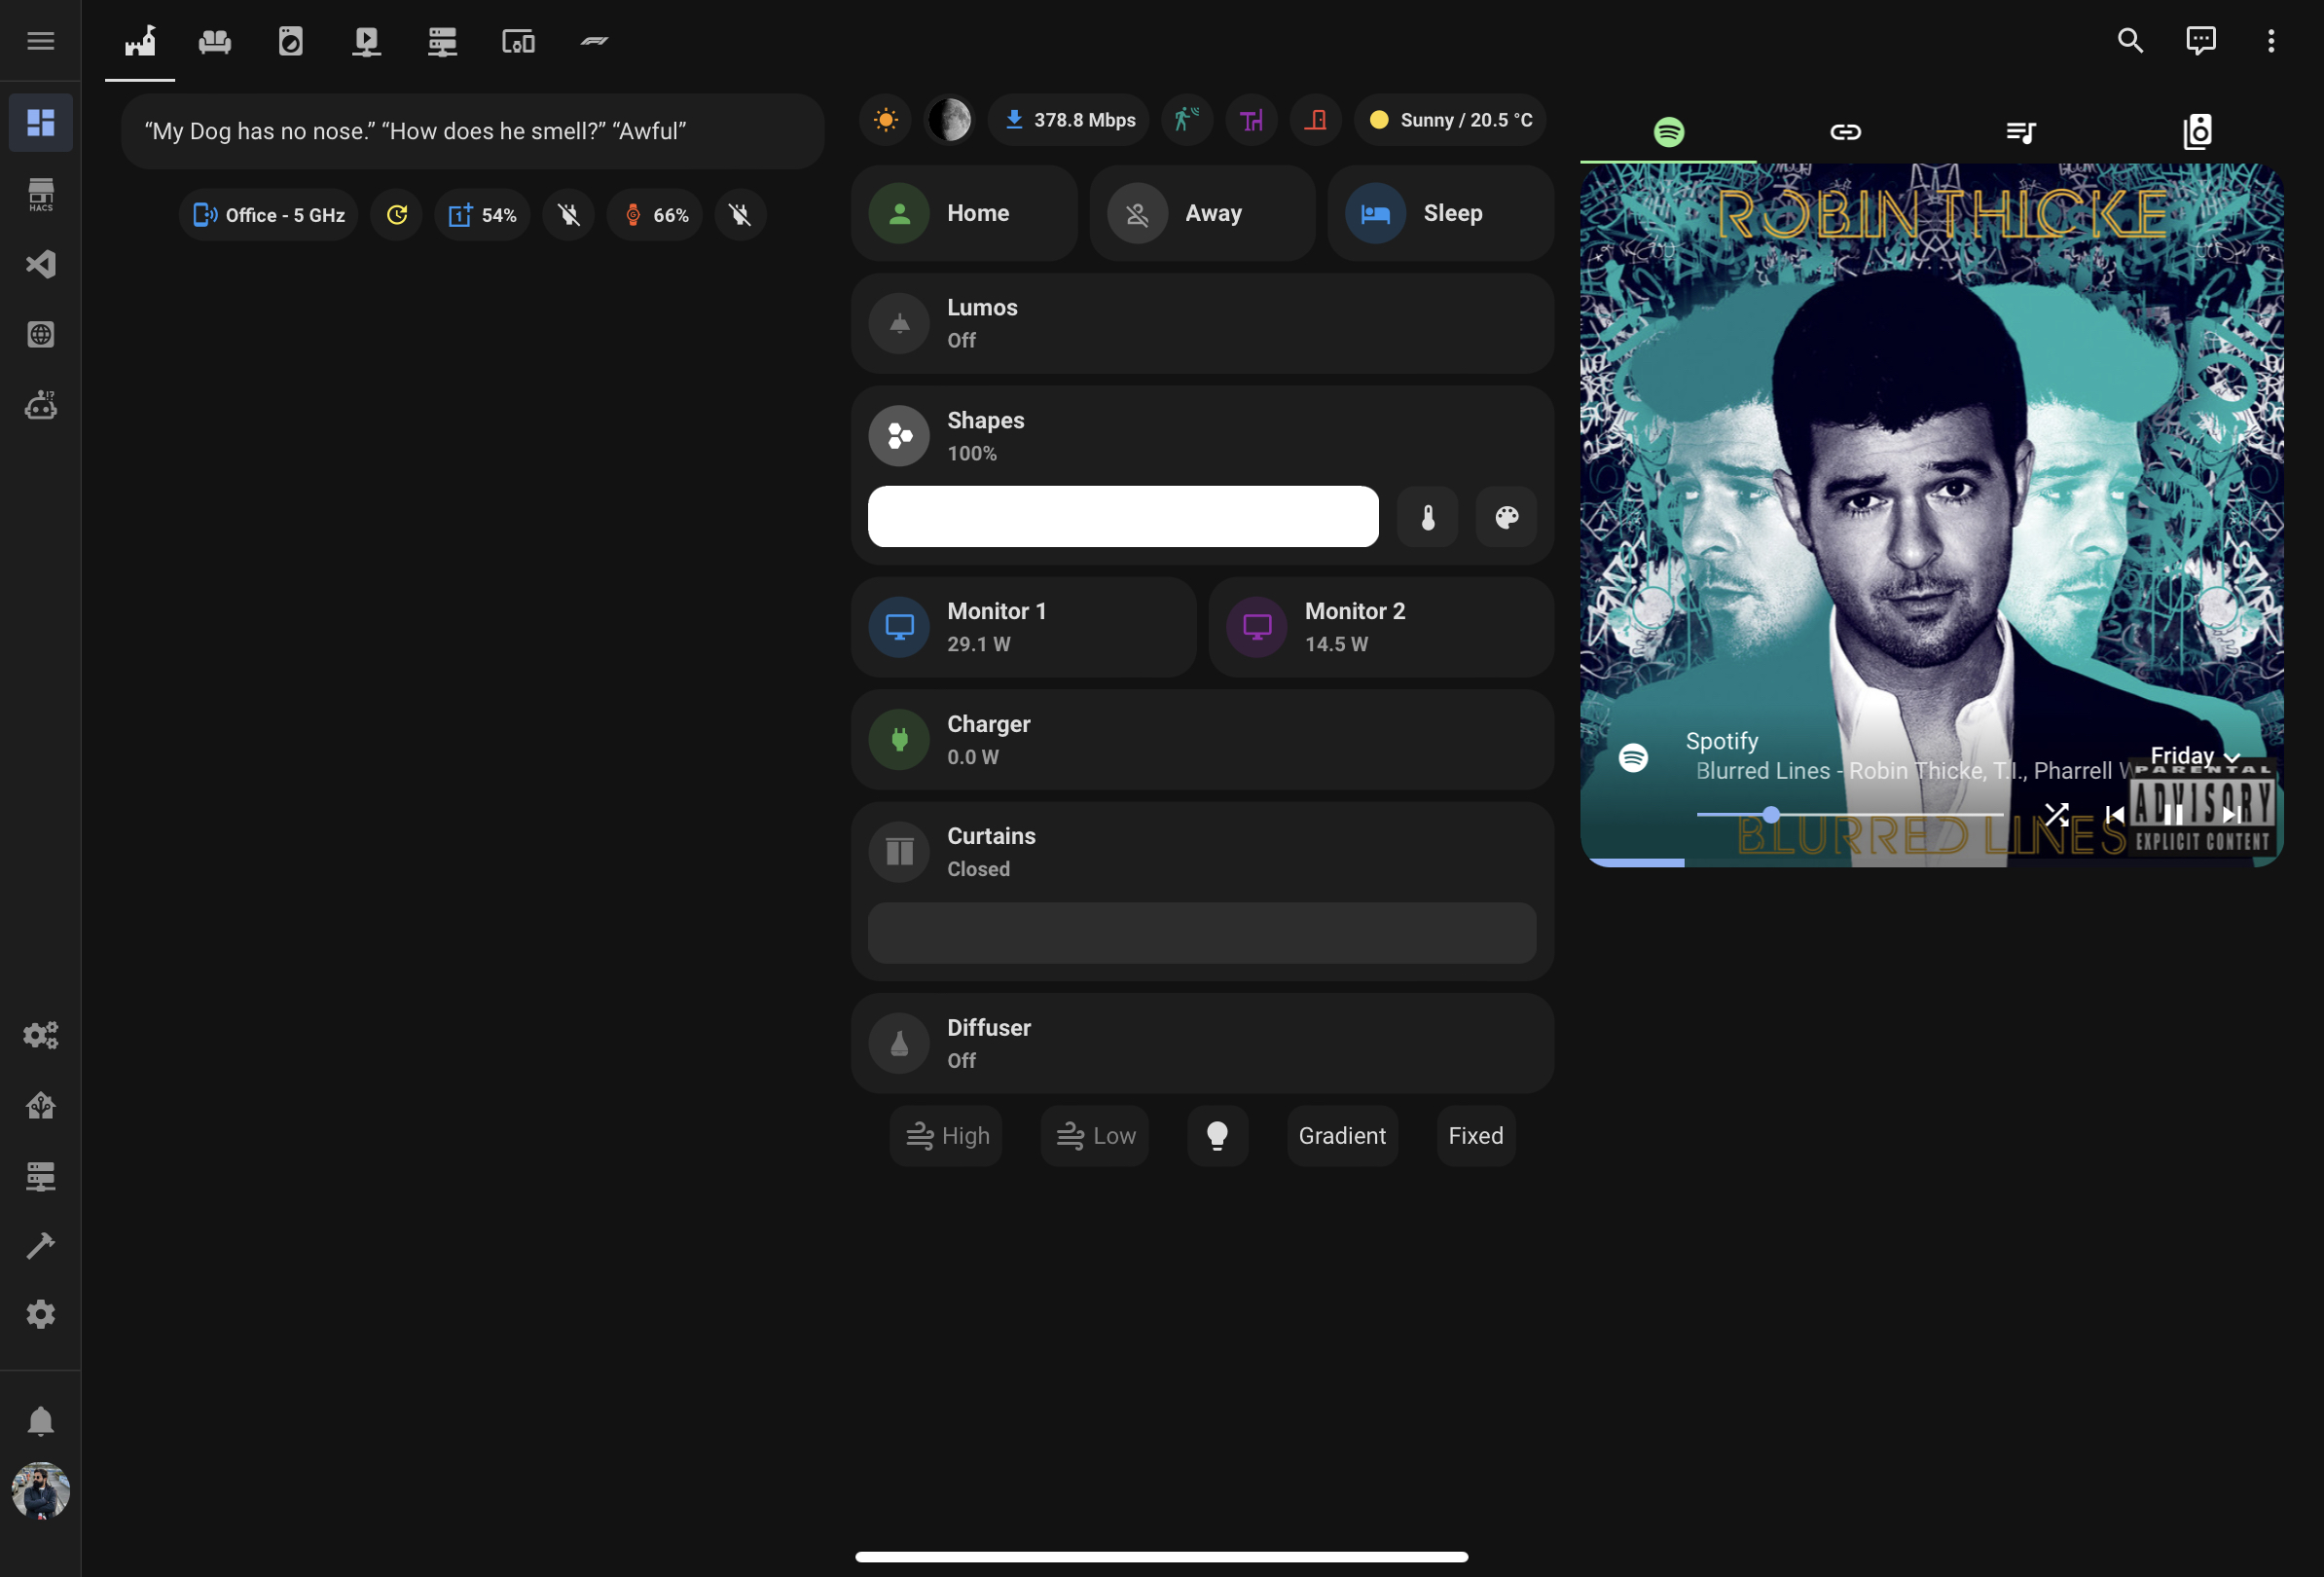 HACS
“My Dog has no nose.” “How does he smell?” “Awful”
Office - 5 GHz
54%
66%
378.8 Mbps
Sunny / 20.5 °C
Home
Away
Sleep
Lumos
Off
Shapes
100%
Monitor 1
29.1 W
Monitor 2
14.5 W
Charger
0.0 W
Curtains
Closed
Diffuser
Off
High
Low
Gradient
Fixed
ROBIN THICKE
Spotify
Friday
Blurred Lines - Robin Thicke, T.I., Pharrell W
BLURRED LINES
PARENTAL
ADVISORY
EXPLICIT CONTENT